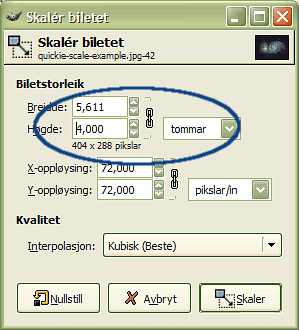 Skalér biletet
Skalér biletet
quickie-scale-example.jpg-42
Biletstorleik
Breidde: 5,611
Høgde: 4,000 tommar
404 x 288 pikslar
X-oppløysing: 72,000
Y-oppløysing: 72,000 pikslar/in
Kvalitet
Interpolasjon: Kubisk (Beste)
Nullstill Avbryt Skaler